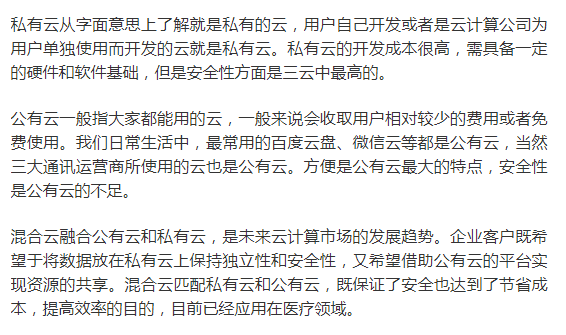 私有云从字面意思上了解就是私有的云，用户自己开发或者是云计算公司为
用户单独使用而开发的云就是私有云。私有云的开发成本很高，需具备一定
的硬件和软件基础，但是安全性方面是三云中最高的。
公有云一般指大家都能用的云，一般来说会收取用户相对较少的费用或者免
费使用。我们日常生活中，最常用的百度云盘、微信云等都是公有云，当然
三大通讯运营商所使用的云也是公有云。方便是公有云最大的特点，安全性
是公有云的不足。
混合云融合公有云和私有云，是未来云计算市场的发展趋势。企业客户既希
望于将数据放在私有云上保持独立性和安全性，又希望借助公有云的平台实
现资源的共享。混合云匹配私有云和公有云，既保证了安全也达到了节省成
本，提高效率的目的，目前已经应用在医疗领域。